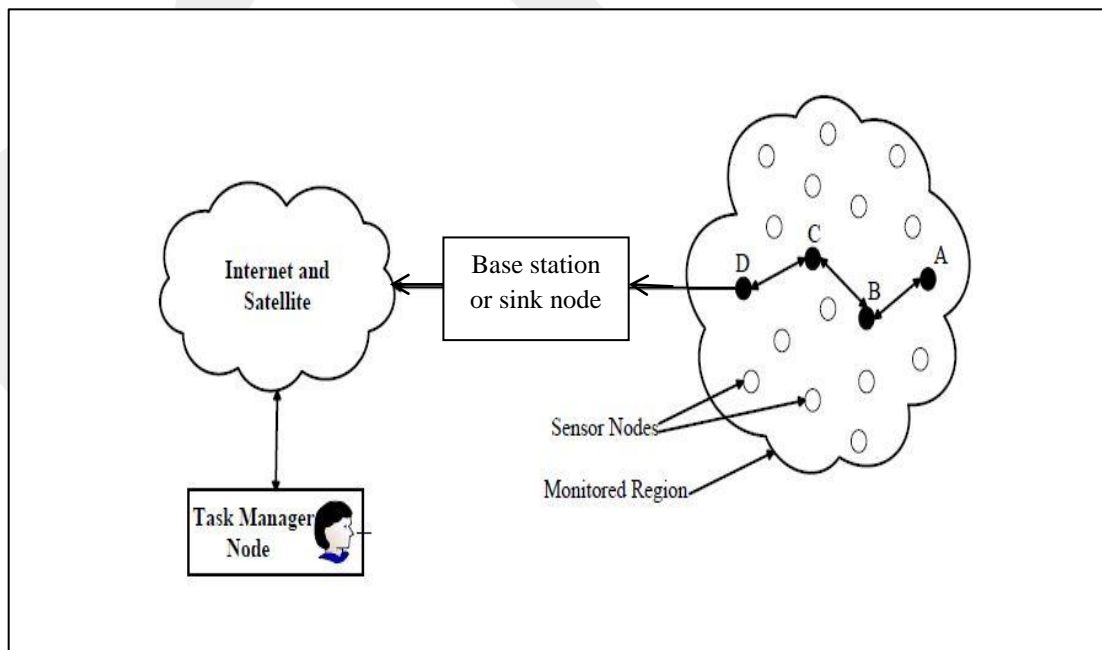 Internet and
Satellite
Base station
or sink node
D
C
B
A
Sensor Nodes
Monitored Region
Task Manager
Node